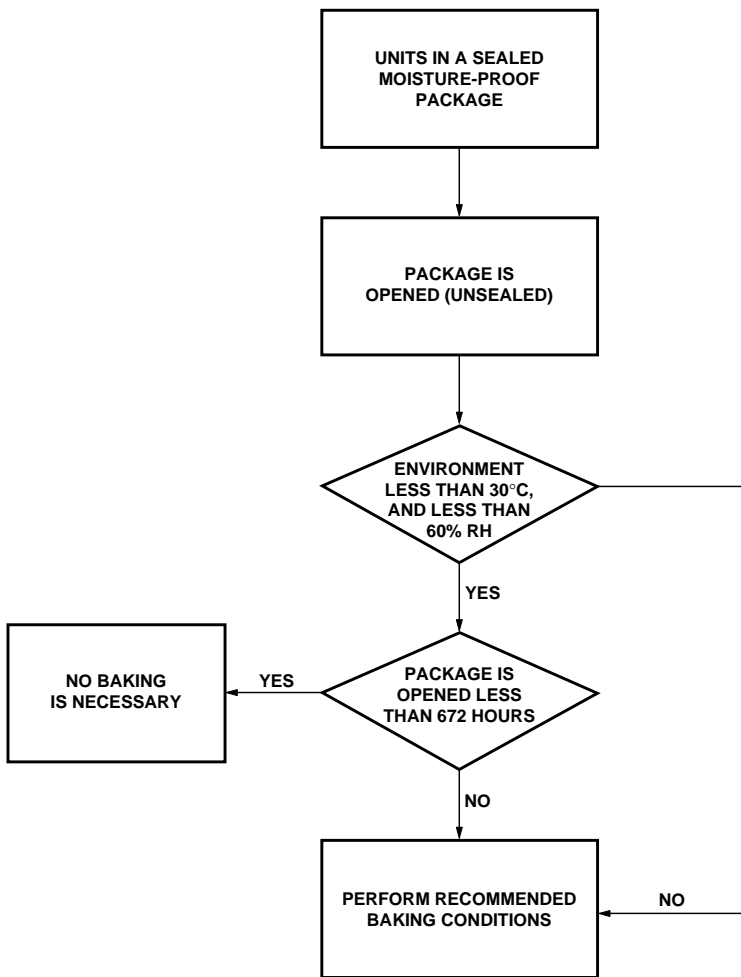 UNITS IN A SEALED
MOISTURE-PROOF
PACKAGE
PACKAGE IS
OPENED (UNSEALED)
ENVIRONMENT
LESS THAN 30°C,
AND LESS THAN
60% RH
YES
PACKAGE IS
OPENED LESS
THAN 672 HOURS
YES
NO BAKING
IS NECESSARY
NO
PERFORM RECOMMENDED
BAKING CONDITIONS
NO